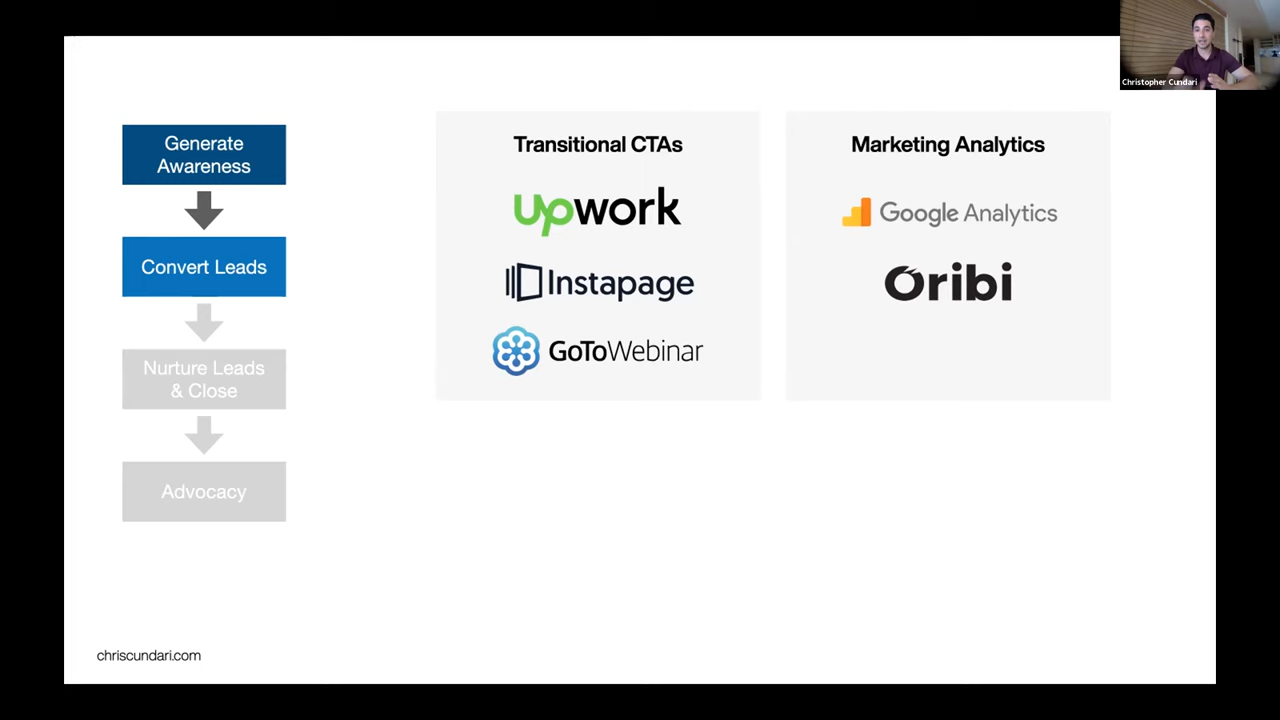 Christopher Cundari
Generate
Awareness
Convert Leads
Nurture Leads
& Close
Advocacy
Transitional CTAs
upwork
Instapage
GoToWebinar
Marketing Analytics
Google Analytics
Oribi
chriscundari.com